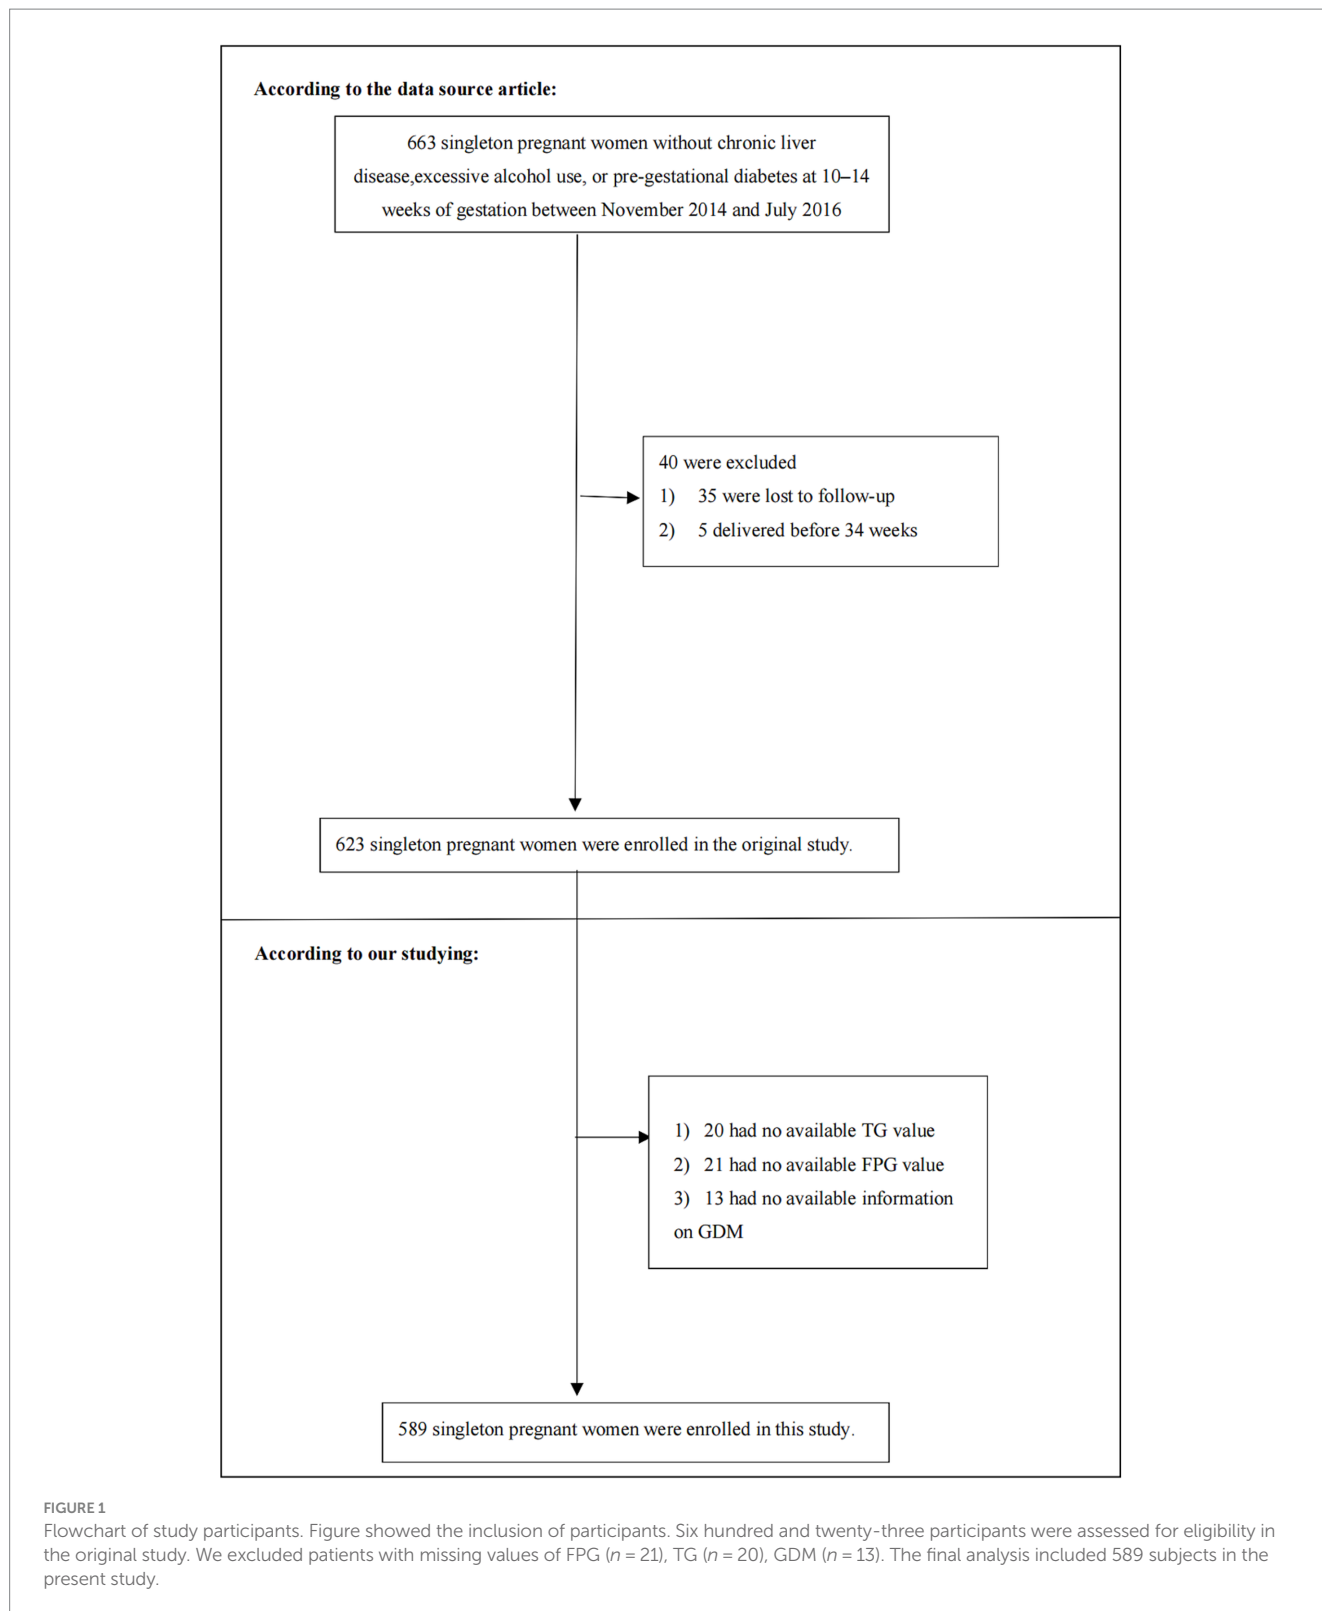 According to the data source article:
663 singleton pregnant women without chronic liver
disease,excessive alcohol use, or pre-gestational diabetes at 10–14
weeks of gestation between November 2014 and July 2016
40 were excluded
1) 35 were lost to follow-up
2) 5 delivered before 34 weeks
623 singleton pregnant women were enrolled in the original study.
According to our studying:
1) 20 had no available TG value
2) 21 had no available FPG value
3) 13 had no available information
on GDM
589 singleton pregnant women were enrolled in this study.
FIGURE 1
Flowchart of study participants. Figure showed the inclusion of participants. Six hundred and twenty-three participants were assessed for eligibility in
the original study. We excluded patients with missing values of FPG (n = 21), TG (n = 20), GDM (n = 13). The final analysis included 589 subjects in the
present study.